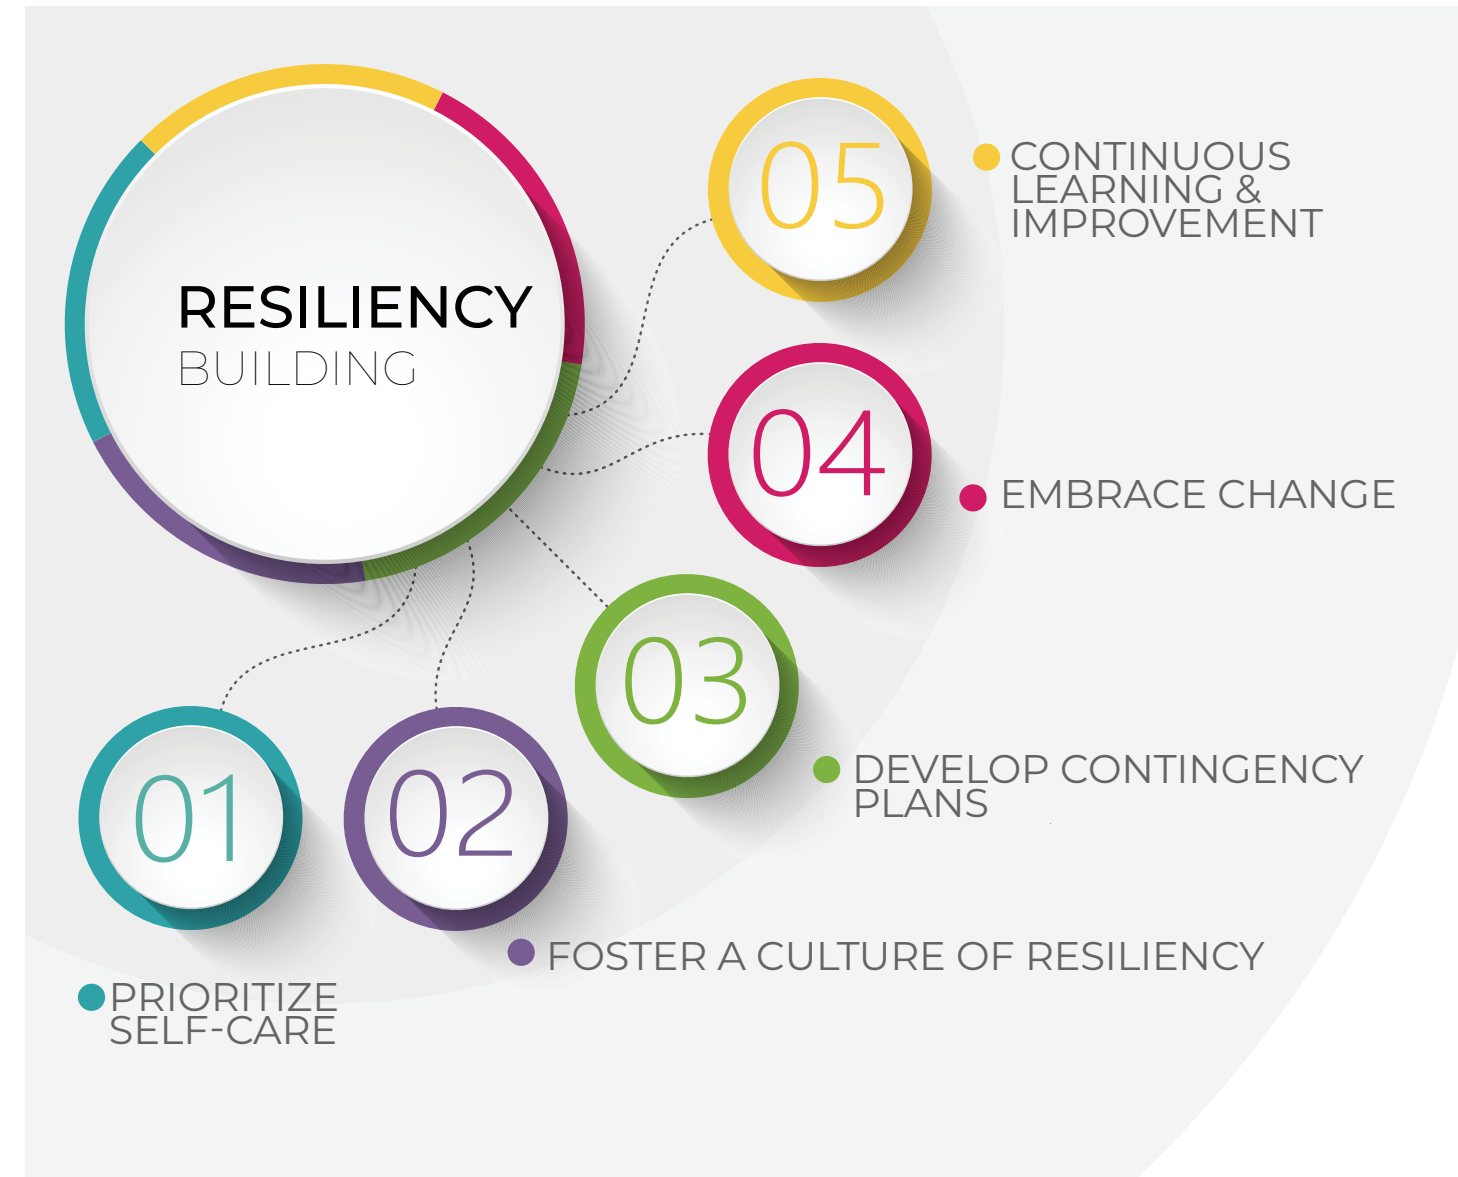 RESILIENCY
BUILDING
05
CONTINUOUS
LEARNING &
IMPROVEMENT
04
EMBRACE CHANGE
03
DEVELOP CONTINGENCY
PLANS
02
FOSTER A CULTURE OF RESILIENCY
01
PRIORITIZE
SELF-CARE